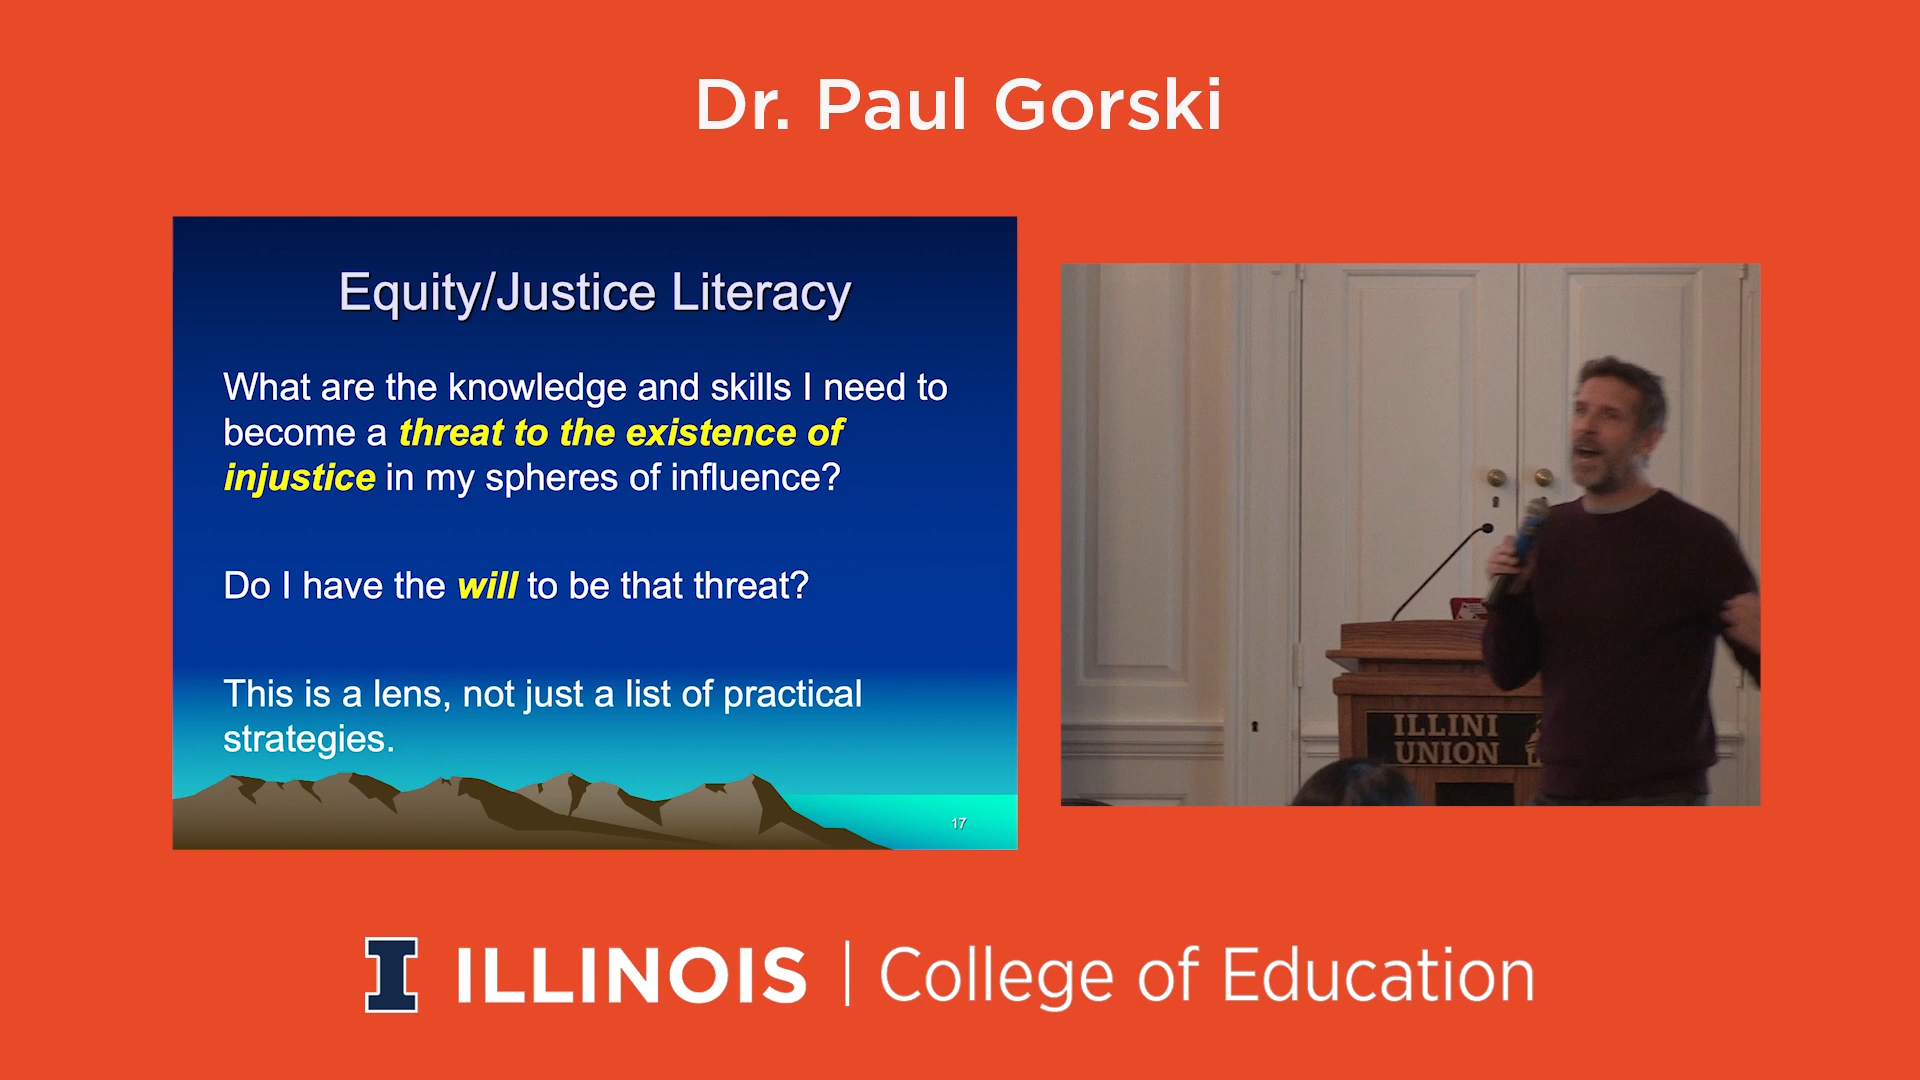 Dr. Paul Gorski
Equity/Justice Literacy
What are the knowledge and skills I need to
become a threat to the existence of
injustice in my spheres of influence?
Do I have the will to be that threat?
This is a lens, not just a list of practical
strategies.
17
ILLINI
UNION
I ILLINOIS | College of Education